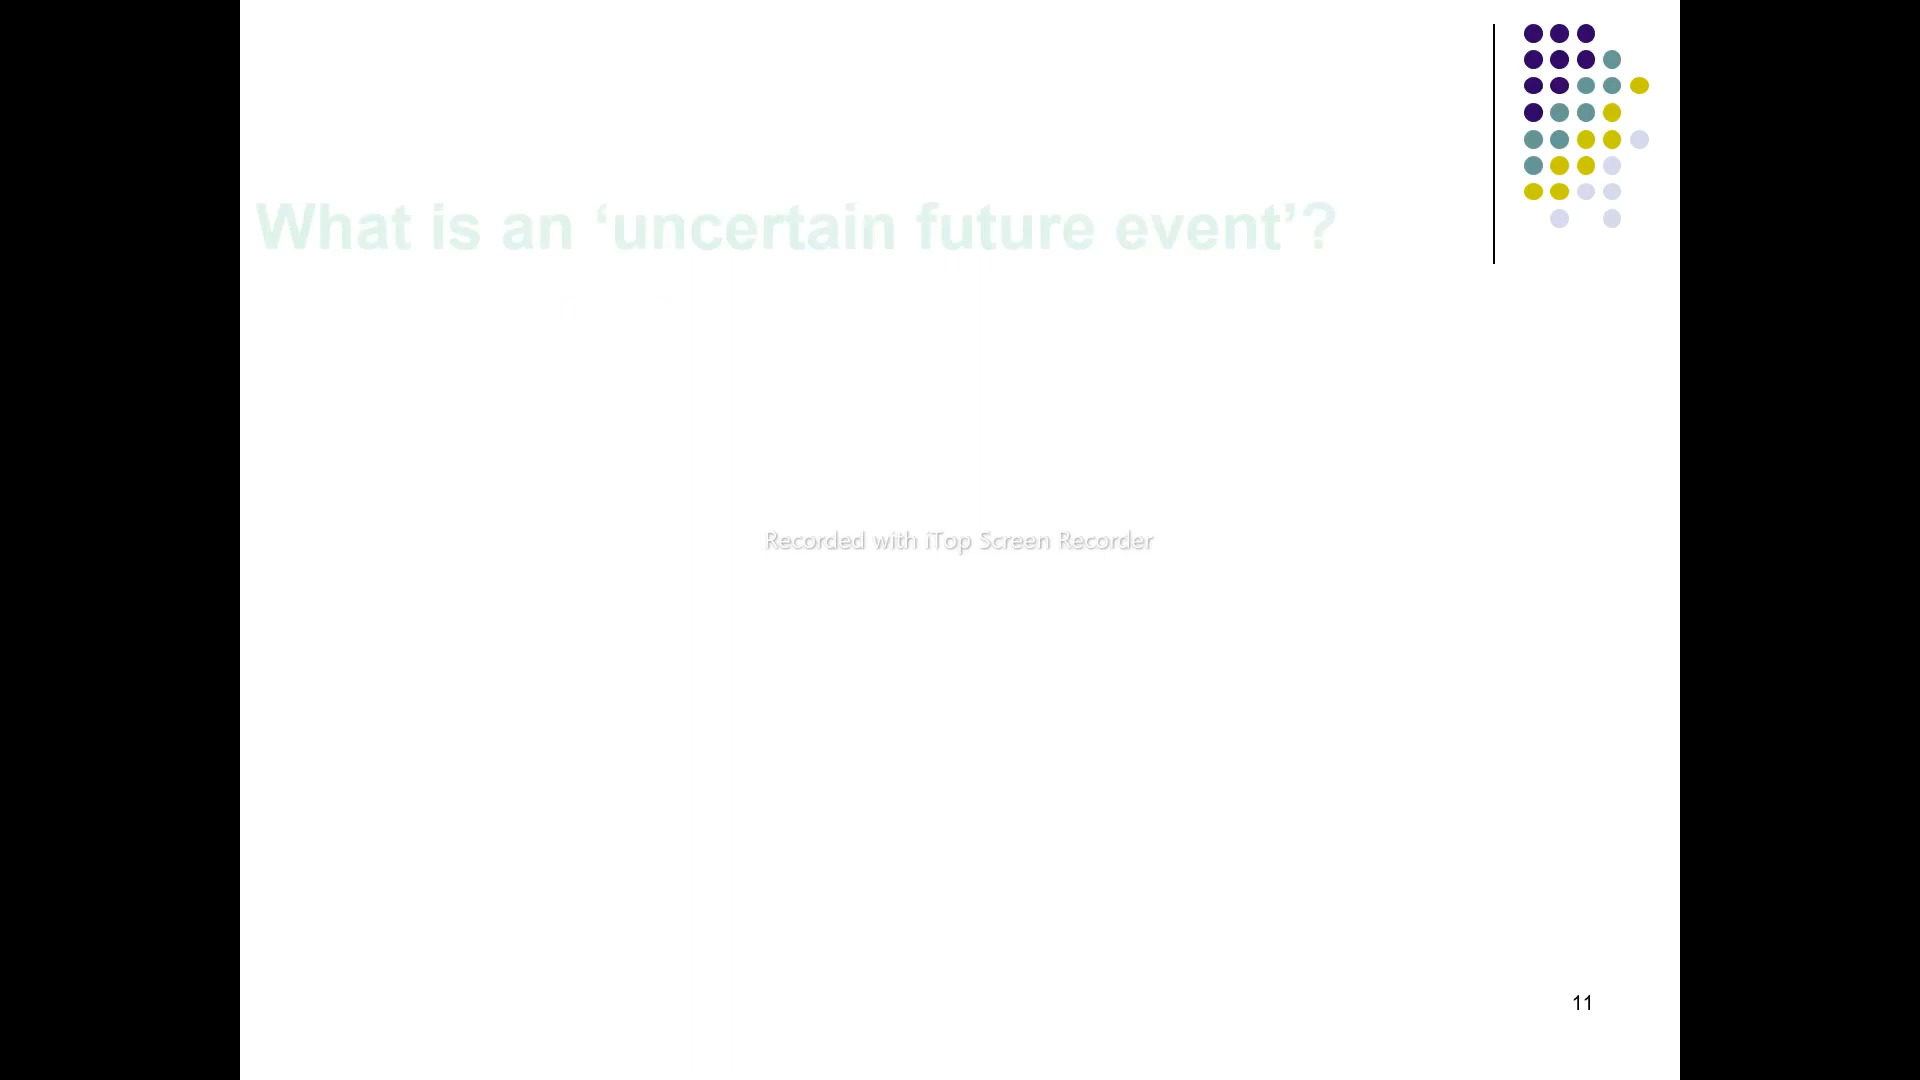 What is an ‘uncertain future event’?
Recorded with iTop Screen Recorder
11